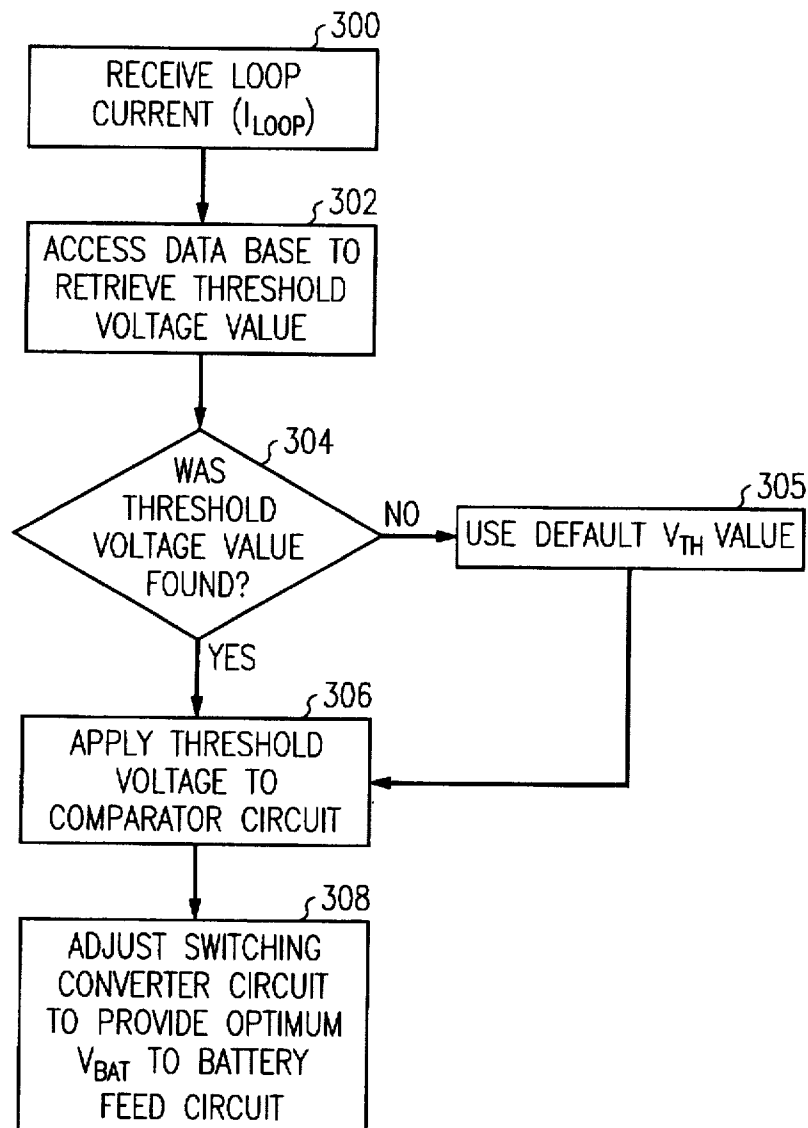 300
RECEIVE LOOP
CURRENT (I_LOOP)
302
ACCESS DATA BASE TO
RETRIEVE THRESHOLD
VOLTAGE VALUE
304
WAS
THRESHOLD
VOLTAGE VALUE
FOUND?
NO
305
USE DEFAULT V_TH VALUE
YES
306
APPLY THRESHOLD
VOLTAGE TO
COMPARATOR CIRCUIT
308
ADJUST SWITCHING
CONVERTER CIRCUIT
TO PROVIDE OPTIMUM
V_BAT TO BATTERY
FEED CIRCUIT